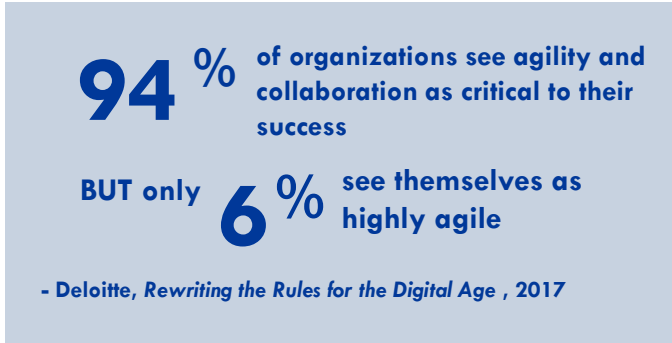 94 % of organizations see agility and
collaboration as critical to their
success
BUT only 6 % see themselves as
highly agile
- Deloitte, Rewriting the Rules for the Digital Age , 2017